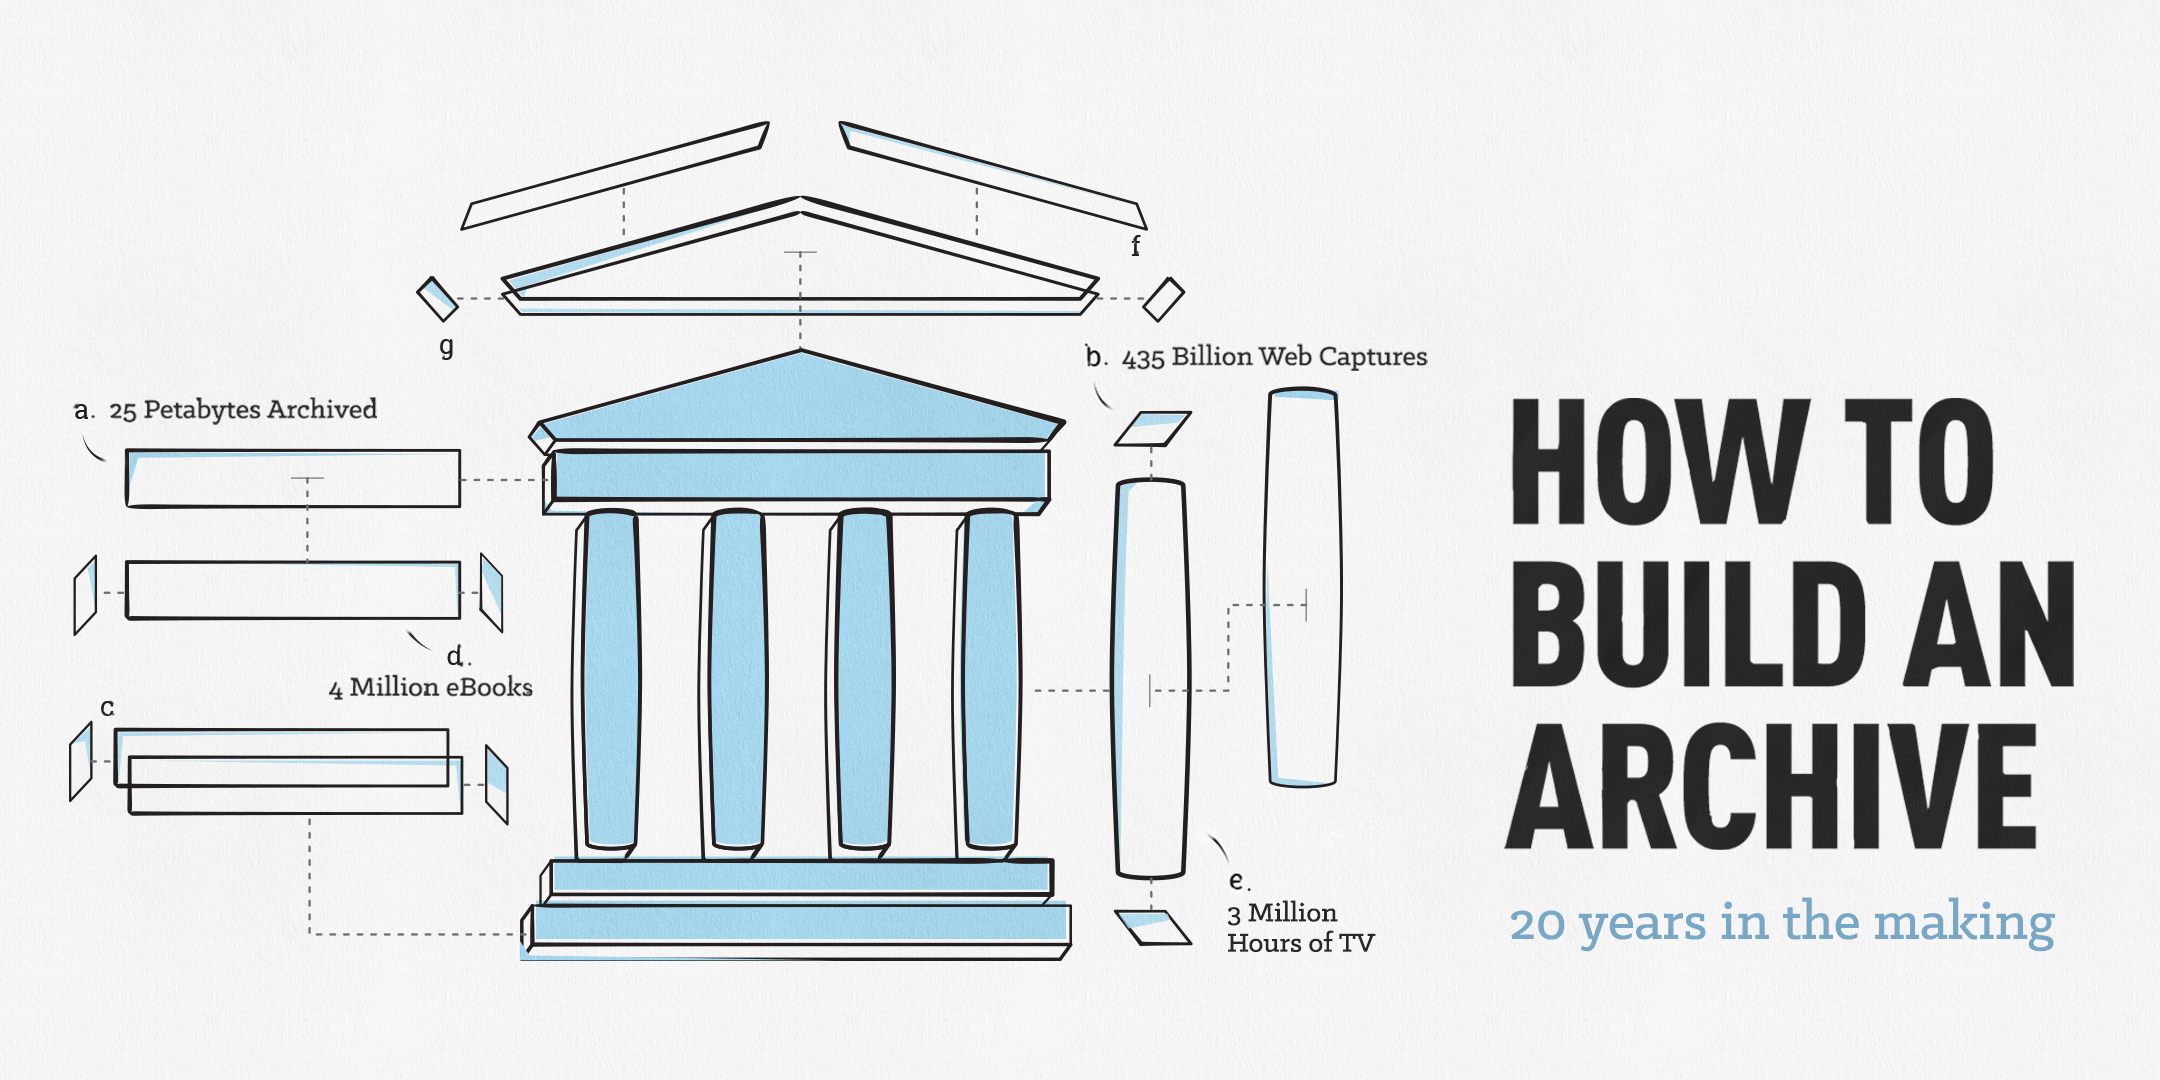 f
g
b. 435 Billion Web Captures
a. 25 Petabytes Archived
d.
4 Million eBooks
c
e.
3 Million
Hours of TV
HOW TO
BUILD AN
ARCHIVE
20 years in the making